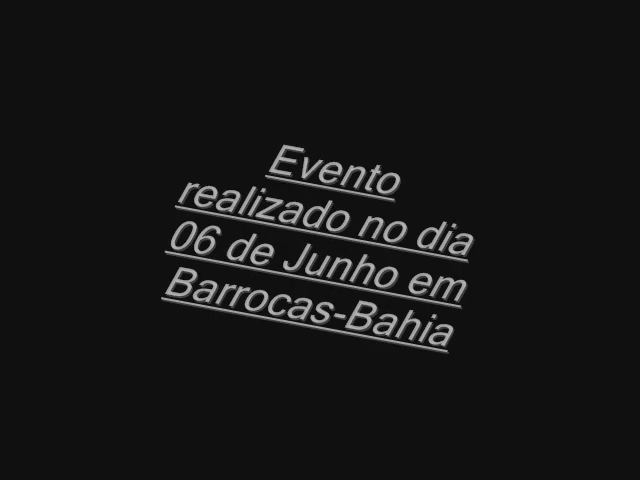 Evento
realizado no dia
06 de Junho em
Barrocas-Bahia